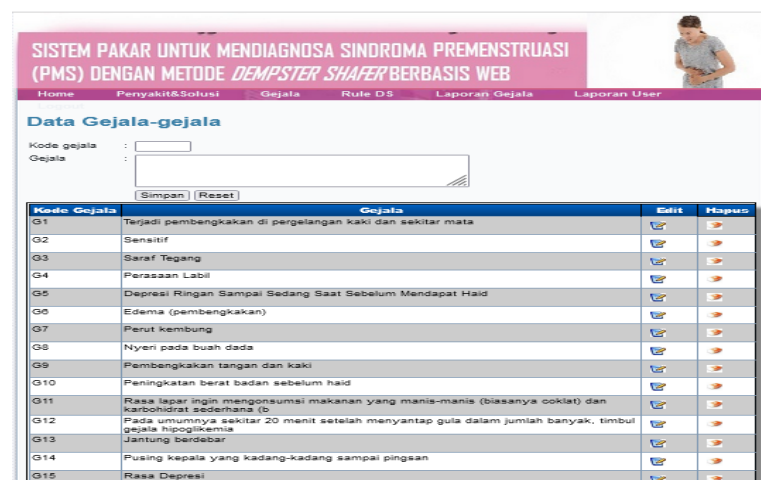 SISTEM PAKAR UNTUK MENDIAGNOSA SINDROMA PREMENSTRUASI
(PMS) DENGAN METODE DEMPSTER SHAFER BERBASIS WEB
Home Penyakit&Solusi Gejala Rule DS Laporan Gejala Laporan User
Data Gejala-gejala
Kode gejala :
Gejala :
Simpan Reset
Kode Gejala Gejala Edit Hapus
G1 Terjadi pembengkakan di pergelangan kaki dan sekitar mata
G2 Sensitif
G3 Saraf Tegang
G4 Perasaan Labil
G5 Depresi Ringan Sampai Sedang Saat Sebelum Mendapat Haid
G6 Edema (pembengkakan)
G7 Perut kembung
G8 Nyeri pada buah dada
G9 Pembengkakan tangan dan kaki
G10 Peningkatan berat badan sebelum haid
G11 Rasa lapar ingin mengonsumsi makanan yang manis-manis (biasanya coklat) dan
karbohidrat sederhana (b
G12 Pada umumnya sekitar 20 menit setelah menyantap gula dalam jumlah banyak, timbul
gejala hipoglikemia
G13 Jantung berdebar
G14 Pusing kepala yang kadang-kadang sampai pingsan
G15 Rasa Depresi